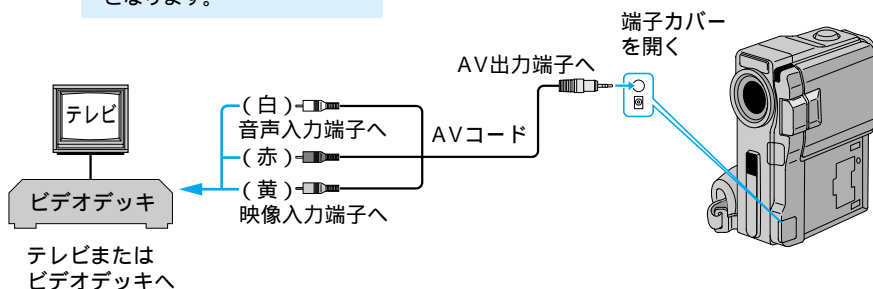 となります。
端子カバー
を開く
AV出力端子へ
テレビ
(白)
音声入力端子へ
AVコード
(赤)
(黄)
映像入力端子へ
ビデオデッキ
テレビまたは
ビデオデッキへ